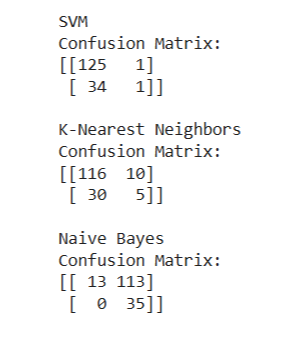 SVM
Confusion Matrix:
[[125   1]
 [ 34   1]]
K-Nearest Neighbors
Confusion Matrix:
[[116  10]
 [ 30   5]]
Naive Bayes
Confusion Matrix:
[[ 13 113]
 [  0  35]]